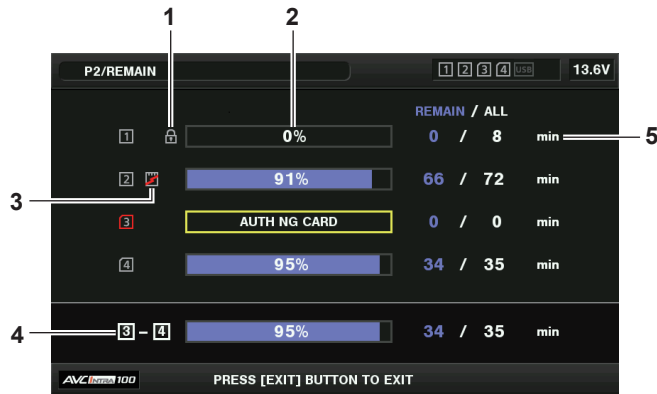 1 2
P2/REMAIN 1 2 3 4 USB 13.6V
REMAIN / ALL
1 0% 0 / 8 min 5
2 91% 66 / 72 min
3
3 AUTH NG CARD 0 / 0 min
4 95% 34 / 35 min
4 3 – 4 95% 34 / 35 min
AVC INTRA 100 PRESS [EXIT] BUTTON TO EXIT